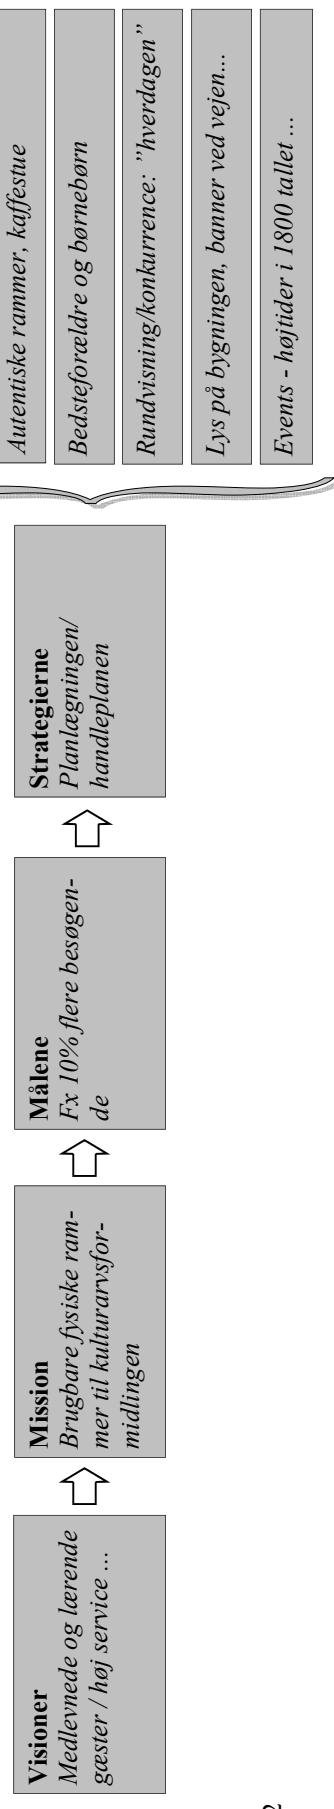 Visioner
Medlevnede og lærende
gæster / høj service …
Mission
Brugbare fysiske ram-
mer til kulturarvsfor-
midlingen
Målene
Fx 10% flere besøgen-
de
Strategierne
Planlægningen/
handleplanen
Autentiske rammer, kaffestue
Bedsteforældre og børnebørn
Rundvisning/konkurrence: ”hverdagen”
Lys på bygningen, banner ved vejen...
Events - højtider i 1800 tallet …